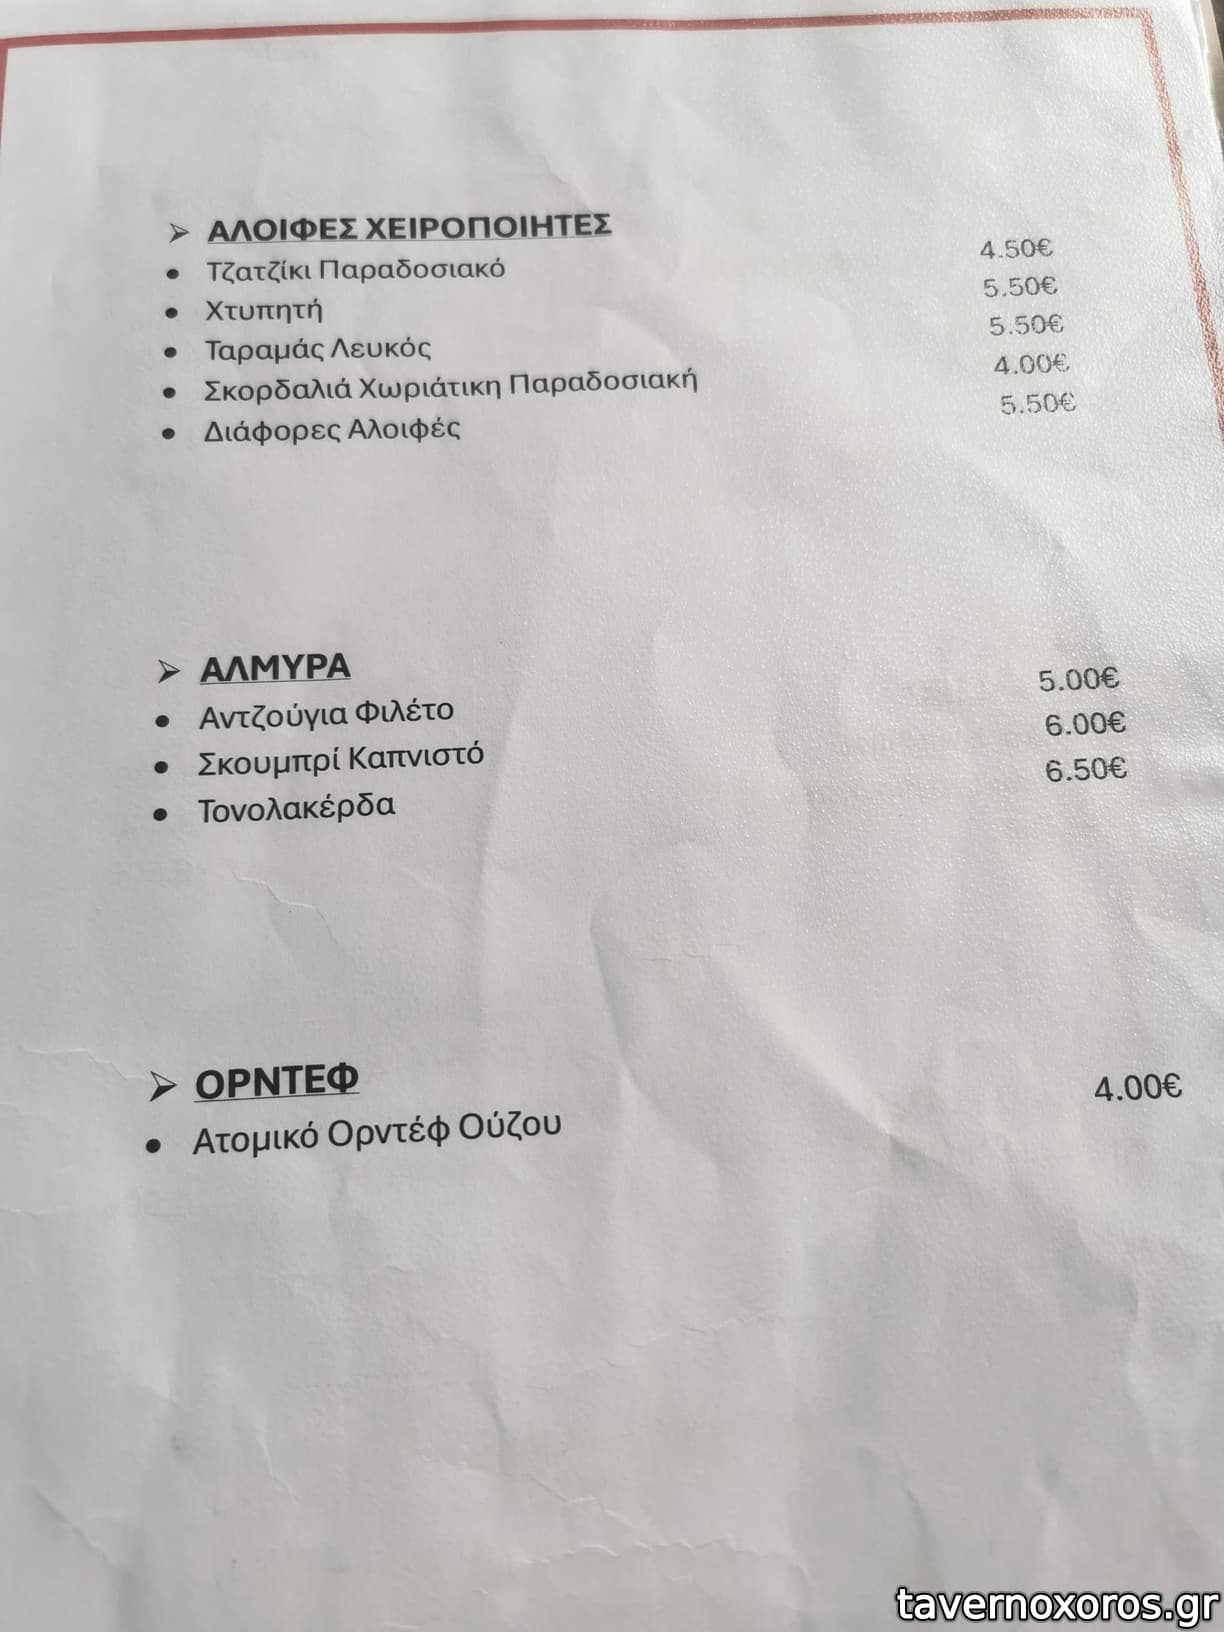 ➢ ΑΛΟΙΦΕΣ ΧΕΙΡΟΠΟΙΗΤΕΣ
• Τζατζίκι Παραδοσιακό 4.50€
• Χτυπητή 5.50€
• Ταραμάς Λευκός 5.50€
• Σκορδαλιά Χωριάτικη Παραδοσιακή 4.00€
• Διάφορες Αλοιφές 5.50€
➢ ΑΛΜΥΡΑ
• Αντζούγια Φιλέτο 5.00€
• Σκουμπρί Καπνιστό 6.00€
• Τονολακέρδα 6.50€
➢ ΟΡΝΤΕΦ
• Ατομικό Ορντέφ Ούζου 4.00€
tavernoxoros.gr